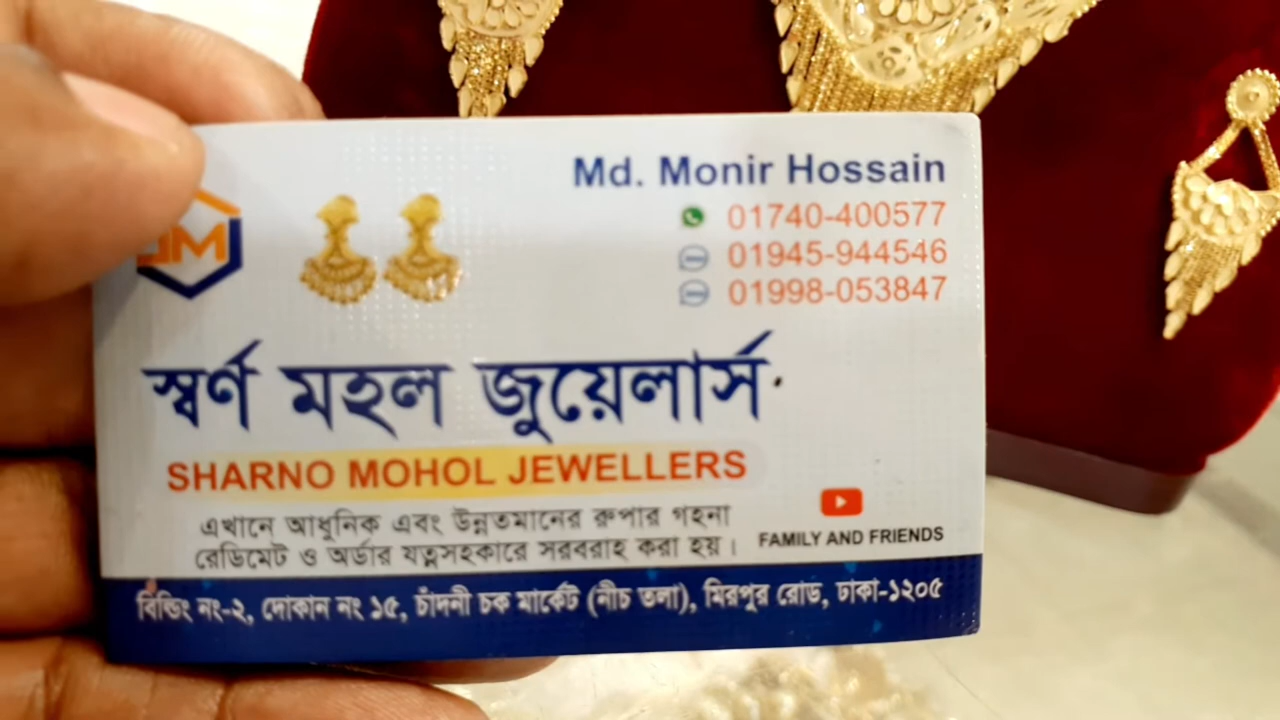 Md. Monir Hossain
01740-400577
01945-944546
01998-053847
স্বর্ণ মহল জুয়েলার্স
SHARNO MOHOL JEWELLERS
এখানে আধুনিক এবং উন্নতমানের রুপার গহনা
রেডিমেট ও অর্ডার যত্নসহকারে সরবরাহ করা হয়।
FAMILY AND FRIENDS
বিল্ডিং নং-২, দোকান নং ১৫, চাঁদনী চক মার্কেট (নীচ তলা), মিরপুর রোড, ঢাকা-১২০৫